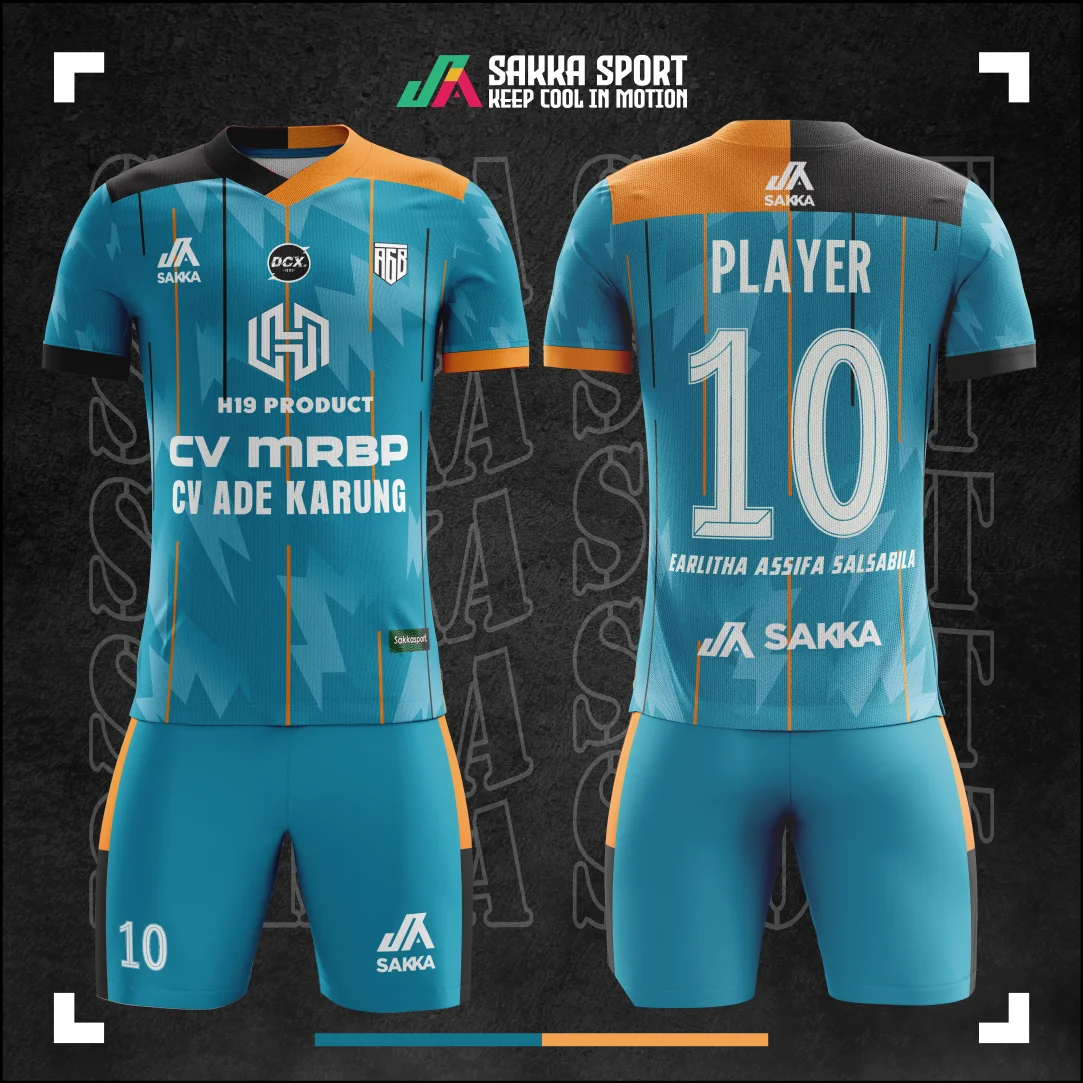 SAKKA SPORT
KEEP COOL IN MOTION
SAKKA
DCX.
AGB
H19 PRODUCT
CV MRBP
CV ADE KARUNG
Sakkasport
10
SAKKA
SAKKA
PLAYER
10
EARLITHA ASSIFA SALSABILA
SAKKA